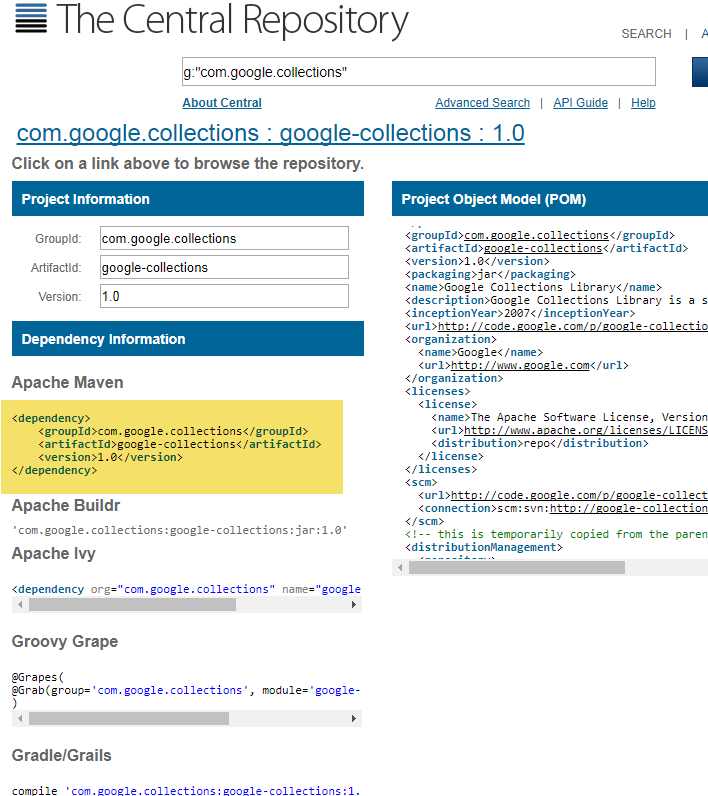 The Central Repository
SEARCH | A
g:"com.google.collections"
About Central
Advanced Search | API Guide | Help
com.google.collections : google-collections : 1.0
Click on a link above to browse the repository.
Project Information
GroupId: com.google.collections
ArtifactId: google-collections
Version: 1.0
Dependency Information
Apache Maven
<dependency>
    <groupId>com.google.collections</groupId>
    <artifactId>google-collections</artifactId>
    <version>1.0</version>
</dependency>
Apache Buildr
'com.google.collections:google-collections:jar:1.0'
Apache Ivy
<dependency org="com.google.collections" name="google
Groovy Grape
@Grapes(
@Grab(group='com.google.collections', module='google-
)
Gradle/Grails
compile 'com.google.collections:google-collections:1.
Project Object Model (POM)
<groupId>com.google.collections</groupId>
<artifactId>google-collections</artifactId>
<version>1.0</version>
<packaging>jar</packaging>
<name>Google Collections Library</name>
<description>Google Collections Library is a s
<inceptionYear>2007</inceptionYear>
<url>http://code.google.com/p/google-collectio
<organization>
  <name>Google</name>
  <url>http://www.google.com</url>
</organization>
<licenses>
  <license>
    <name>The Apache Software License, Version
    <url>http://www.apache.org/licenses/LICENS
    <distribution>repo</distribution>
  </license>
</licenses>
<scm>
  <url>http://code.google.com/p/google-collect
  <connection>scm:svn:http://google-collection
</scm>
<!-- this is temporarily copied from the paren
<distributionManagement>
  <repository>